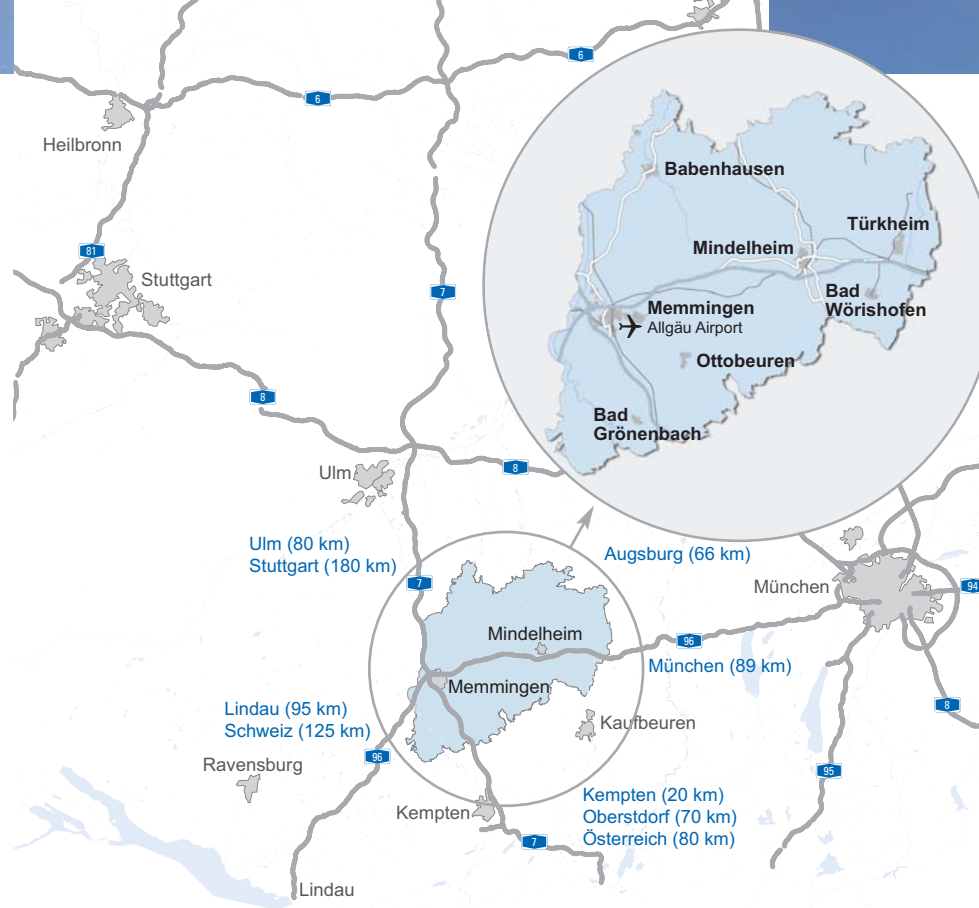 6
6
Heilbronn
81
Stuttgart
7
8
Ulm
8
Babenhausen
Türkheim
Mindelheim
Bad
Wörishofen
Memmingen
Allgäu Airport
Ottobeuren
Bad
Grönenbach
Ulm (80 km)
Stuttgart (180 km)
7
Augsburg (66 km)
München
94
Mindelheim
96
München (89 km)
Memmingen
Lindau (95 km)
Schweiz (125 km)
96
Kaufbeuren
8
Ravensburg
95
Kempten
Kempten (20 km)
Oberstdorf (70 km)
Österreich (80 km)
7
Lindau